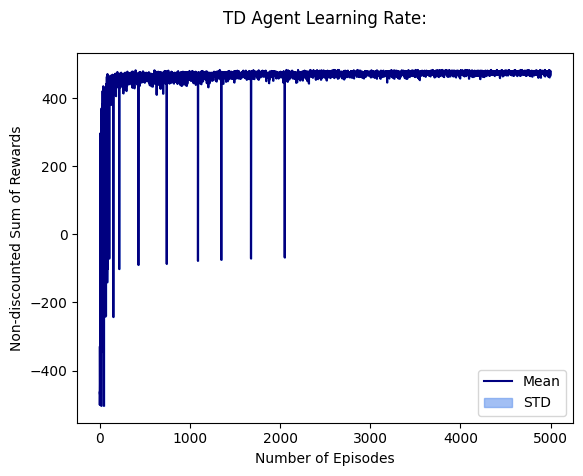 TD Agent Learning Rate:
400
200
0
−200
−400
Non-discounted Sum of Rewards
Mean
STD
0 1000 2000 3000 4000 5000
Number of Episodes